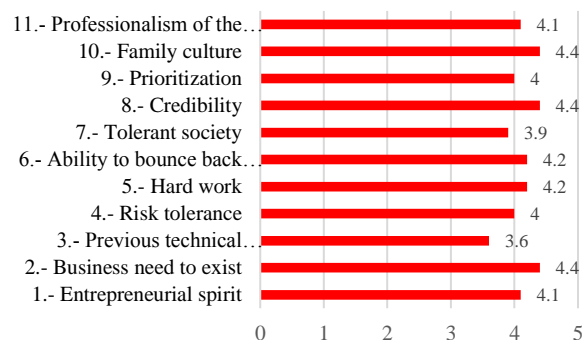 11.- Professionalism of the… 4.1
10.- Family culture 4.4
9.- Prioritization 4
8.- Credibility 4.4
7.- Tolerant society 3.9
6.- Ability to bounce back… 4.2
5.- Hard work 4.2
4.- Risk tolerance 4
3.- Previous technical… 3.6
2.- Business need to exist 4.4
1.- Entrepreneurial spirit 4.1
0 1 2 3 4 5